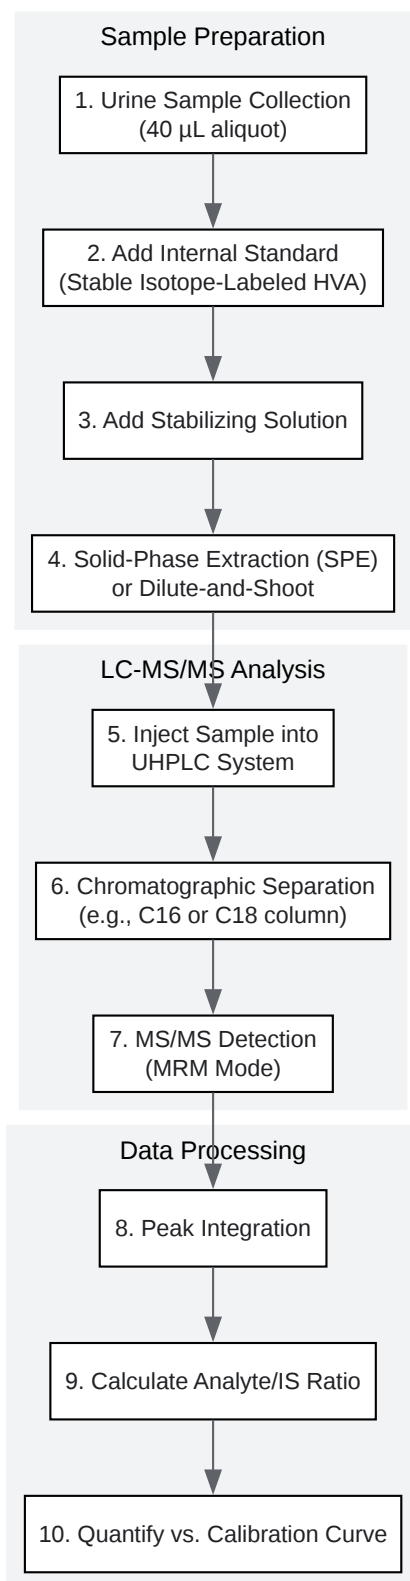 Sample Preparation
1. Urine Sample Collection
(40 µL aliquot)
2. Add Internal Standard
(Stable Isotope-Labeled HVA)
3. Add Stabilizing Solution
4. Solid-Phase Extraction (SPE)
or Dilute-and-Shoot
LC-MS/MS Analysis
5. Inject Sample into
UHPLC System
6. Chromatographic Separation
(e.g., C16 or C18 column)
7. MS/MS Detection
(MRM Mode)
Data Processing
8. Peak Integration
9. Calculate Analyte/IS Ratio
10. Quantify vs. Calibration Curve